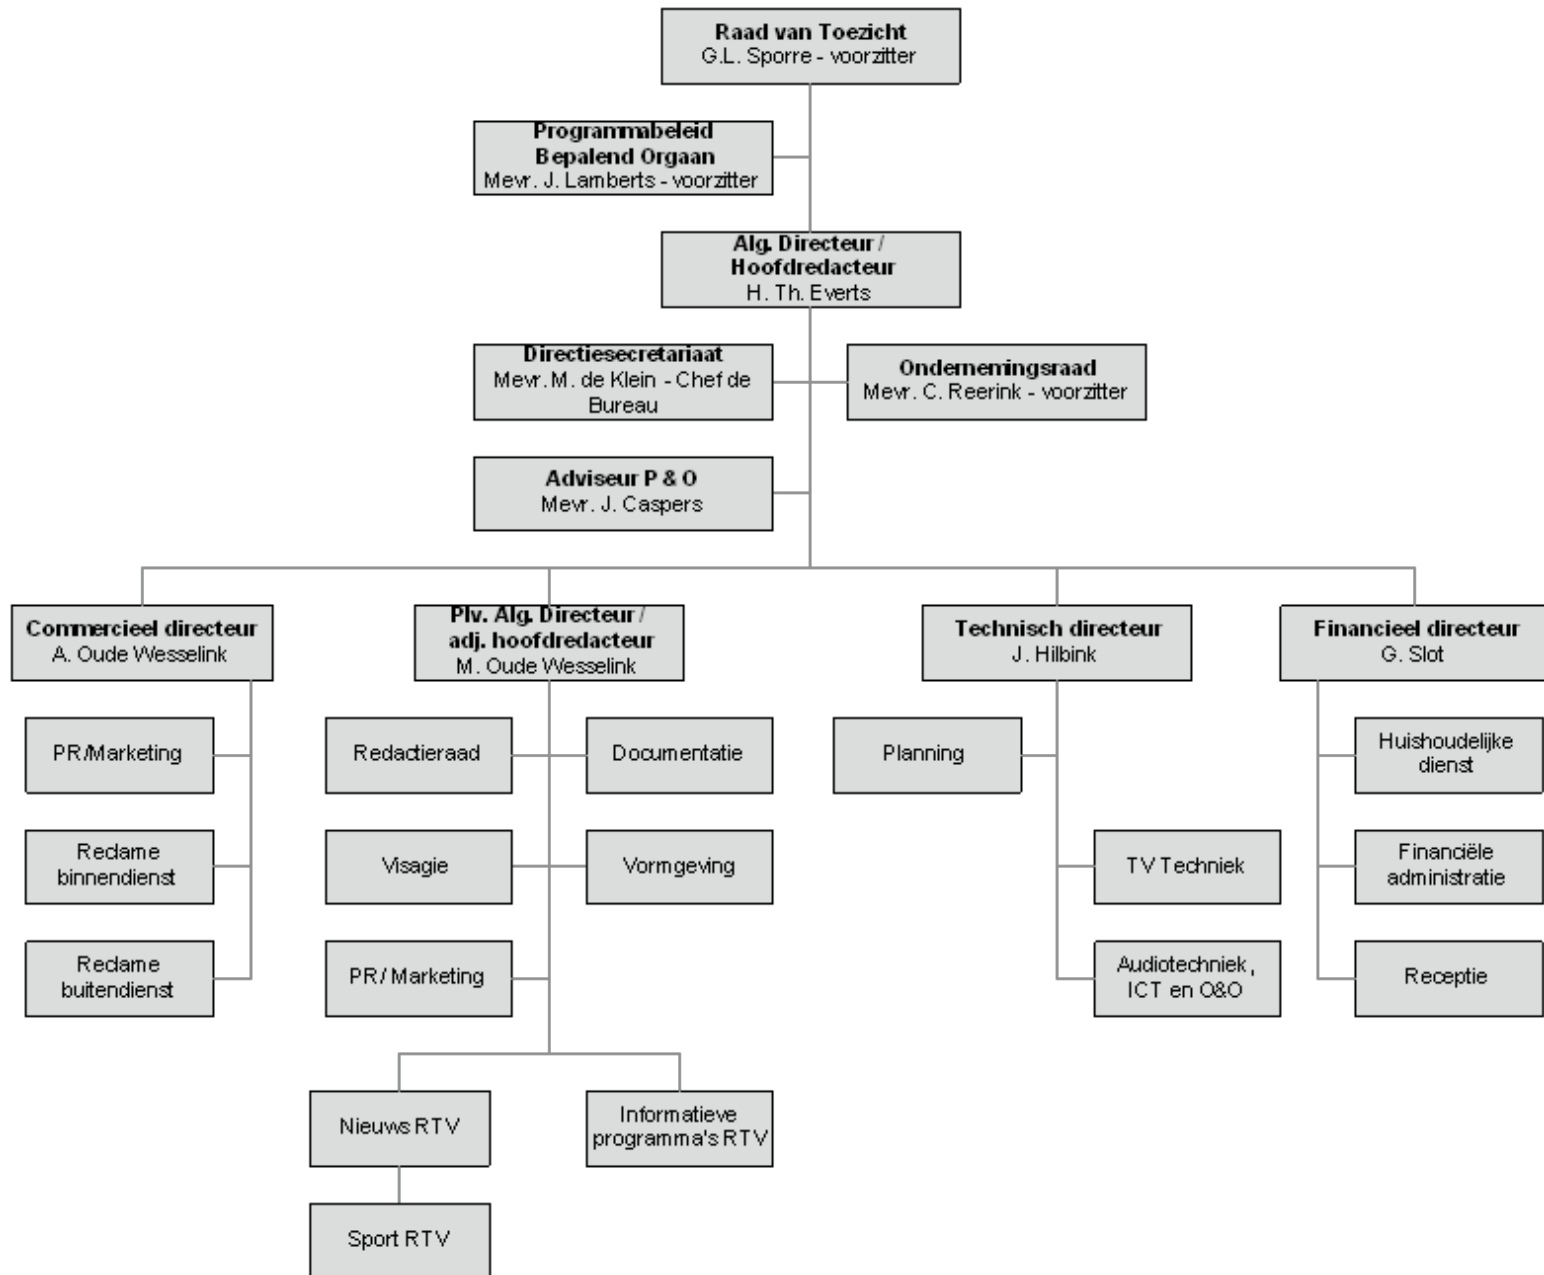 Raad van Toezicht
G.L. Sporre - voorzitter
Programmabeleid
Bepalend Orgaan
Mevr. J. Lamberts - voorzitter
Alg. Directeur /
Hoofdredacteur
H. Th. Everts
Directiesecretariaat
Mevr. M. de Klein - Chef de
Bureau
Ondernemingsraad
Mevr. C. Reerink - voorzitter
Adviseur P & O
Mevr. J. Caspers
Commercieel directeur
A. Oude Wesselink
Plv. Alg. Directeur /
adj. hoofdredacteur
M. Oude Wesselink
Technisch directeur
J. Hilbink
Financieel directeur
G. Slot
PR/Marketing
Redactieraad
Documentatie
Planning
Huishoudelijke
dienst
Reclame
binnendienst
Visagie
Vormgeving
TV Techniek
Financiële
administratie
Reclame
buitendienst
PR/ Marketing
Audiotechniek,
ICT en O&O
Receptie
Nieuws RTV
Informatieve
programma's RTV
Sport RTV